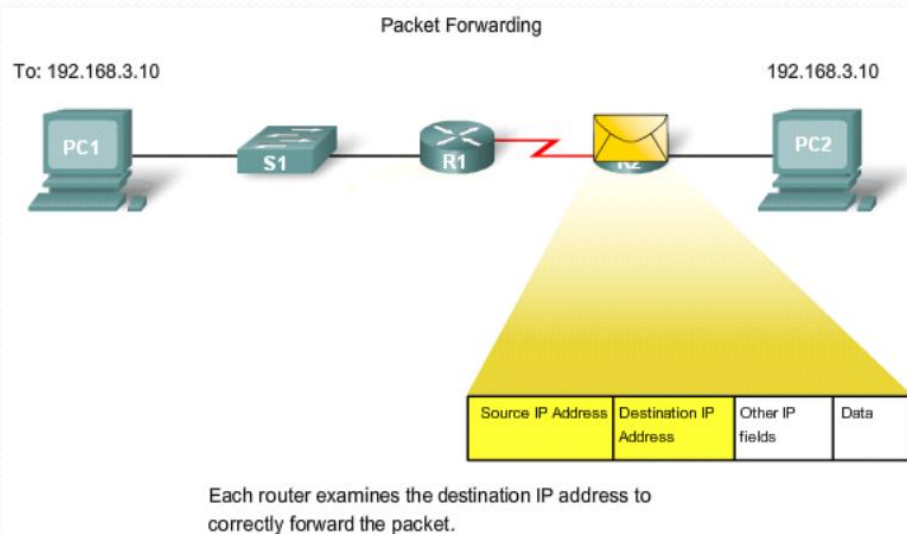 Packet Forwarding
To: 192.168.3.10
192.168.3.10
PC1
S1
R1
R2
PC2
Source IP Address
Destination IP
Address
Other IP
fields
Data
Each router examines the destination IP address to
correctly forward the packet.